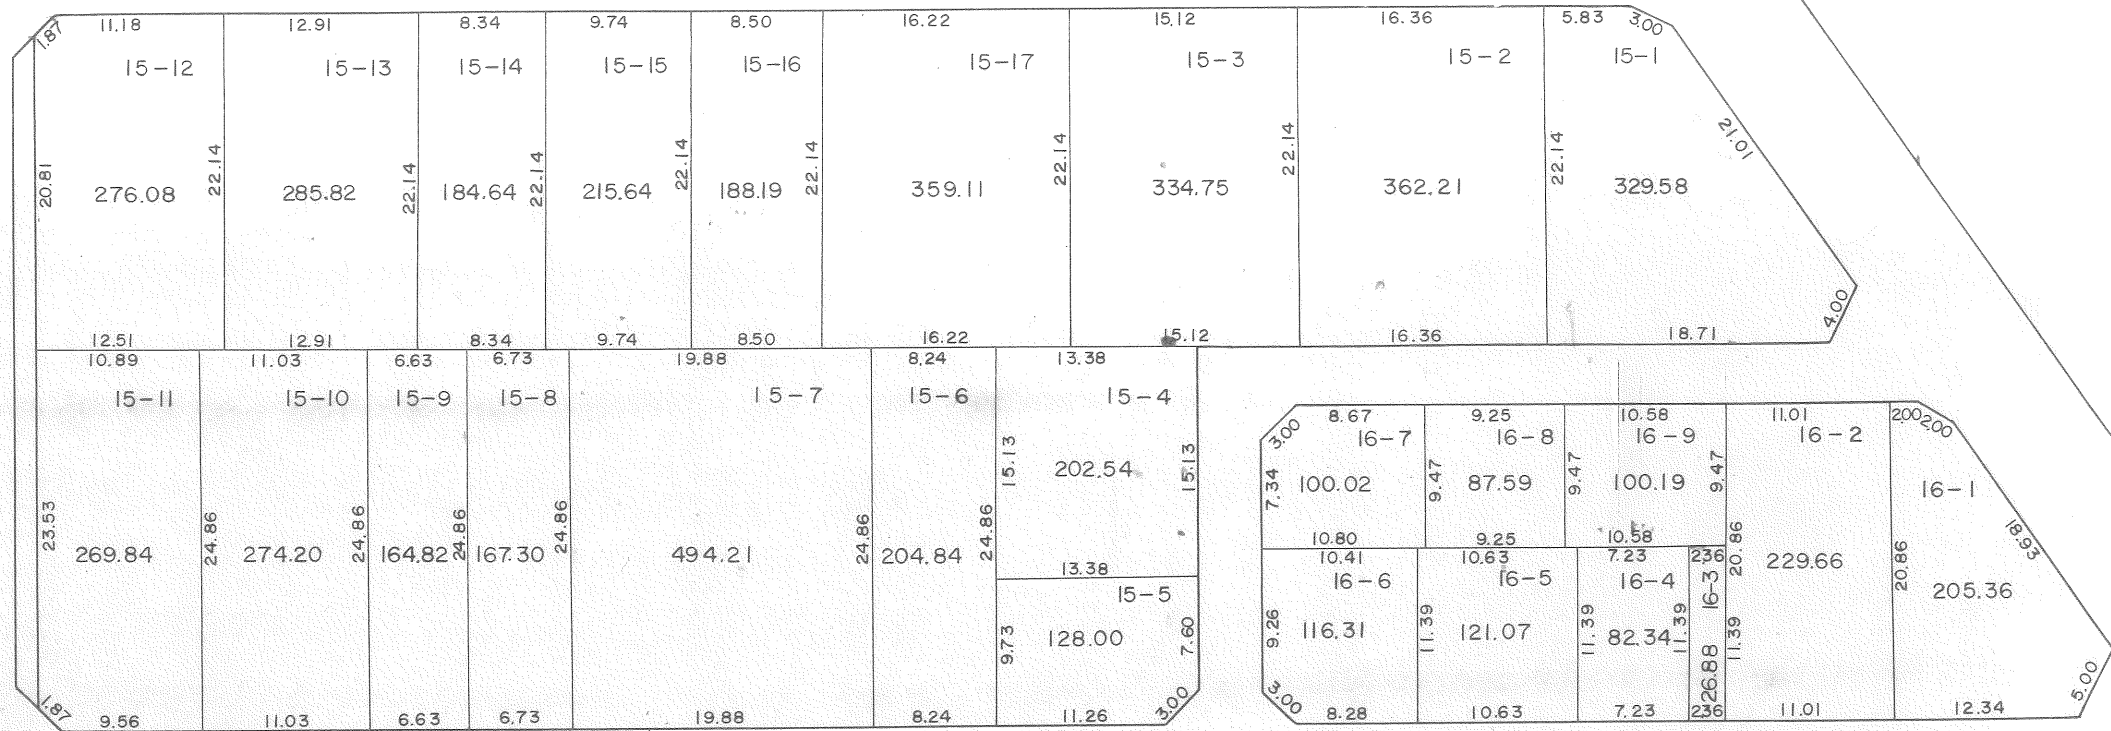 1.87 11.18 12.91 8.34 9.74 8.50 16.22 15.12 16.36 5.83 3.00
15-12 15-13 15-14 15-15 15-16 15-17 15-3 15-2 15-1
20.81 22.14 22.14 22.14 22.14 22.14 22.14 22.14 22.14 21.01
276.08 285.82 184.64 215.64 188.19 359.11 334.75 362.21 329.58
4.00
12.51 12.91 8.34 9.74 8.50 16.22 15.12 16.36 18.71
10.89 11.03 6.63 6.73 19.88 8.24 13.38
15-11 15-10 15-9 15-8 15-7 15-6 15-4
15.13 202.54 15.13
23.53 24.86 24.86 24.86 24.86 24.86 24.86
269.84 274.20 164.82 167.30 494.21 204.84
13.38
15-5
9.73 128.00 7.60
1.87 9.56 11.03 6.63 6.73 19.88 8.24 11.26 3.00
3.00 8.67 9.25 10.58 11.01 2.00 2.00
16-7 16-8 16-9 16-2
7.34 100.02 9.47 87.59 9.47 100.19 9.47
16-1
18.93
10.80 9.25 10.58
10.41 10.63 7.23 2.36 20.86 229.66 20.86 205.36
16-6 16-5 16-4 16-3
9.26 116.31 11.39 121.07 11.39 82.34 11.39 26.88 11.39
3.00 8.28 10.63 7.23 2.36 11.01 12.34 5.00